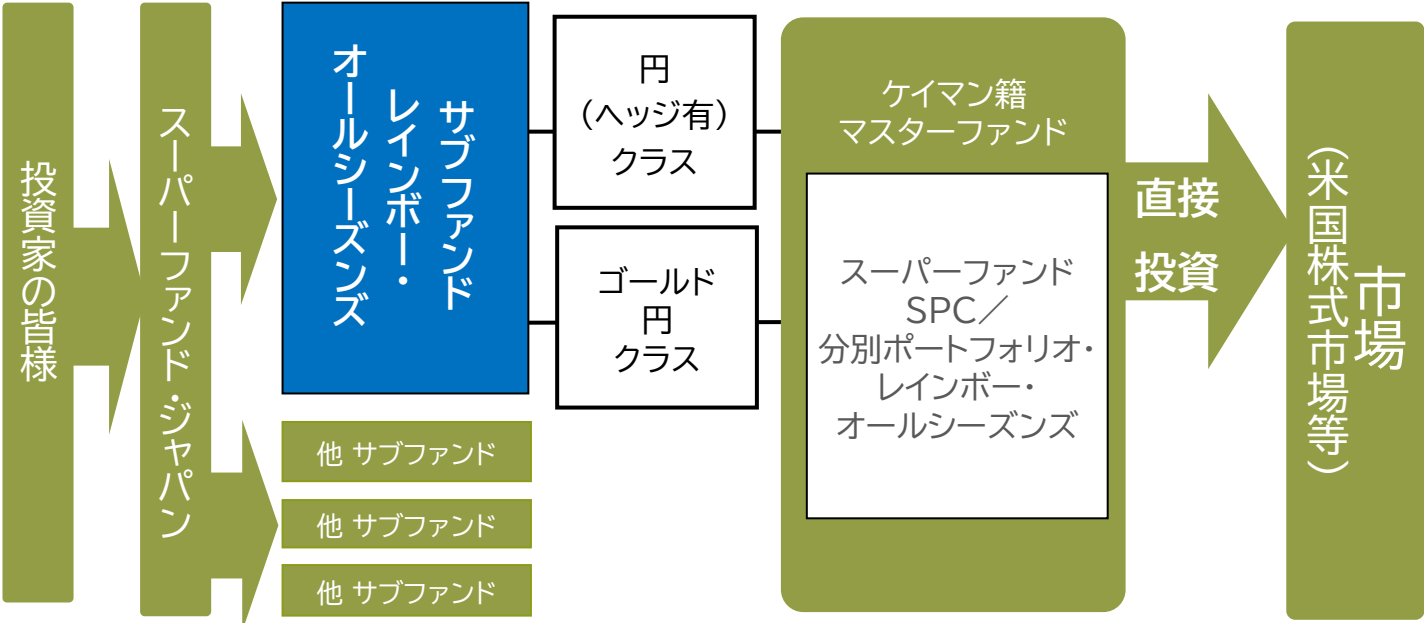 投資家の皆様
スーパーファンド・ジャパン
サブファンド
レインボー・
オールシーズンズ
他 サブファンド
他 サブファンド
他 サブファンド
円
（ヘッジ有）
クラス
ゴールド
円
クラス
ケイマン籍
マスターファンド
スーパーファンド
SPC／
分別ポートフォリオ・
レインボー・
オールシーズンズ
直接
投資
市場
（米国株式市場等）